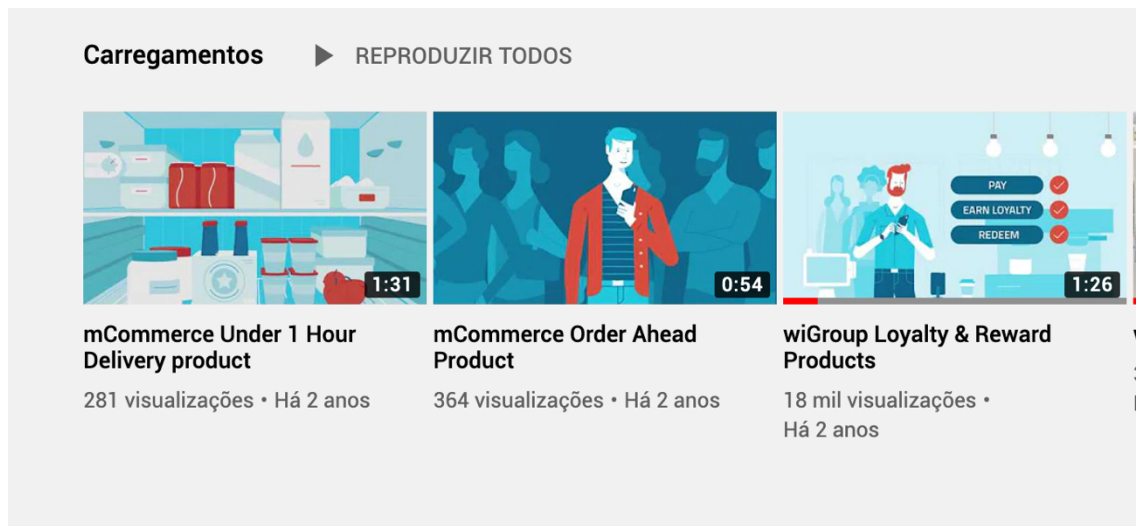 Carregamentos
REPRODUZIR TODOS
PAY
EARN LOYALTY
REDEEM
1:31
0:54
1:26
mCommerce Under 1 Hour
Delivery product
281 visualizações • Há 2 anos
mCommerce Order Ahead
Product
364 visualizações • Há 2 anos
wiGroup Loyalty & Reward
Products
18 mil visualizações •
Há 2 anos